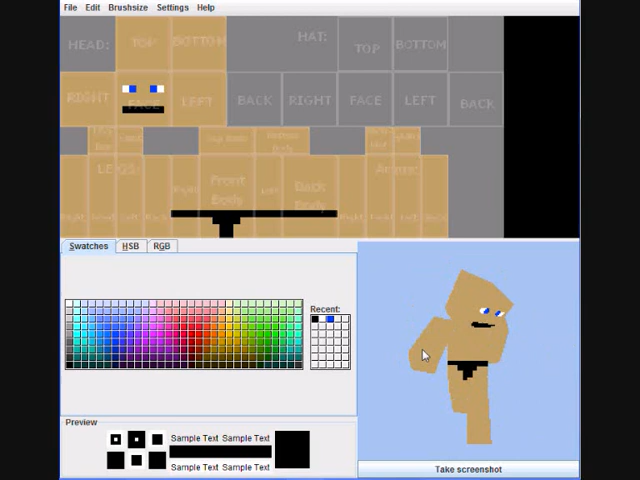 File Edit Brushsize Settings Help
HEAD: TOP BOTTOM HAT: TOP BOTTOM
RIGHT FACE LEFT BACK RIGHT FACE LEFT BACK
LEGS: Right Front Body Left Back Body Arms:
Swatches HSB RGB
Recent:
Preview
Sample Text Sample Text
Sample Text Sample Text
Take screenshot